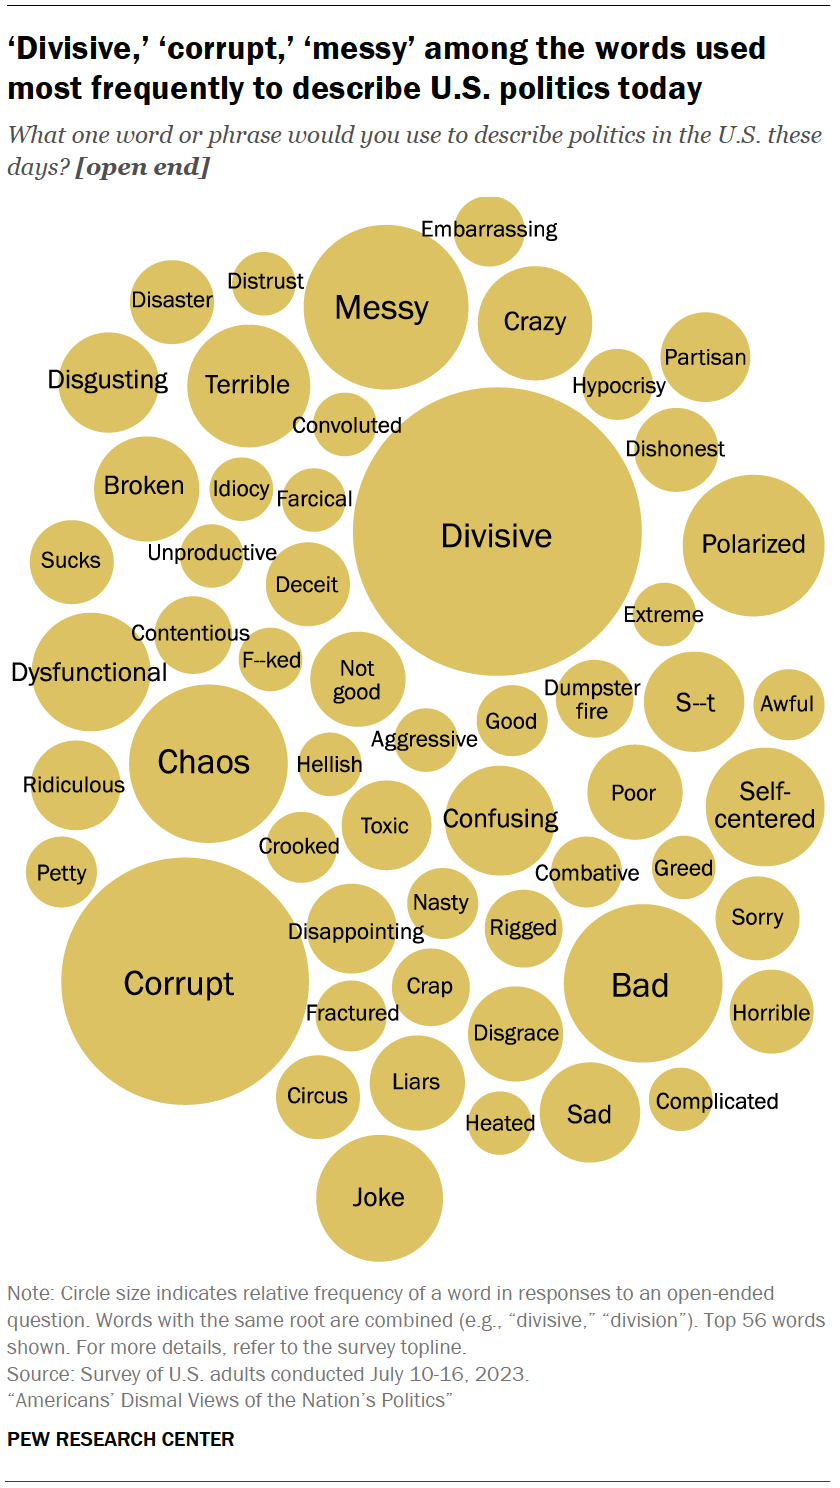 ‘Divisive,’ ‘corrupt,’ ‘messy’ among the words used
most frequently to describe U.S. politics today
What one word or phrase would you use to describe politics in the U.S. these
days? [open end]
Embarrassing
Distrust
Disaster
Messy
Crazy
Partisan
Disgusting
Terrible
Hypocrisy
Convoluted
Dishonest
Broken
Idiocy
Farcical
Divisive
Polarized
Unproductive
Sucks
Deceit
Extreme
Contentious
F--ked
Dysfunctional
Not
good
Dumpster
fire
S--t
Awful
Good
Aggressive
Chaos
Hellish
Ridiculous
Poor
Self-
centered
Confusing
Toxic
Crooked
Petty
Combative
Greed
Nasty
Sorry
Disappointing
Rigged
Corrupt
Crap
Bad
Fractured
Horrible
Disgrace
Liars
Circus
Sad
Complicated
Heated
Joke
Note: Circle size indicates relative frequency of a word in responses to an open-ended
question. Words with the same root are combined (e.g., “divisive,” “division”). Top 56 words
shown. For more details, refer to the survey topline.
Source: Survey of U.S. adults conducted July 10-16, 2023.
“Americans’ Dismal Views of the Nation’s Politics”
PEW RESEARCH CENTER